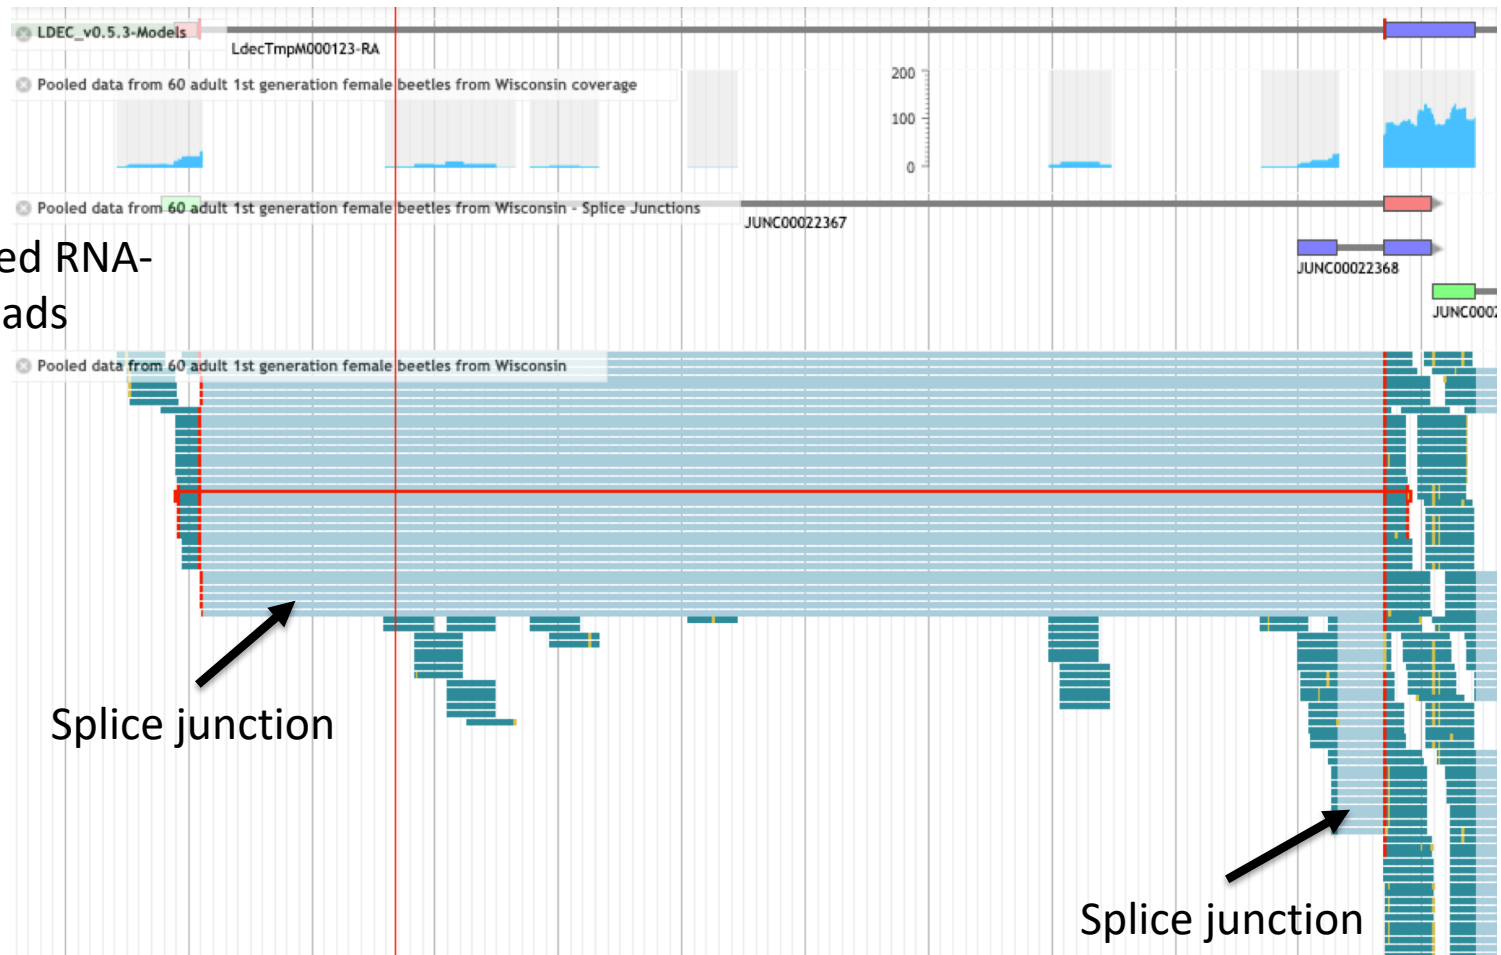 LDEC_v0.5.3-Models
LdecTmpM000123-RA
Pooled data from 60 adult 1st generation female beetles from Wisconsin coverage
200
100
0
Pooled data from 60 adult 1st generation female beetles from Wisconsin - Splice Junctions
JUNC00022367
JUNC00022368
JUNC0002
ed RNA-
ads
Pooled data from 60 adult 1st generation female beetles from Wisconsin
Splice junction
Splice junction